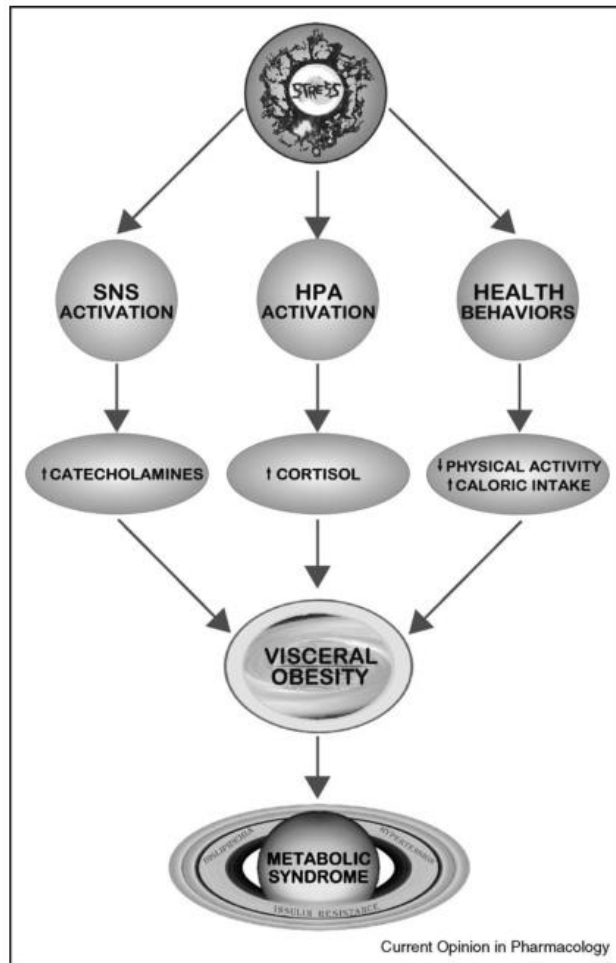 STRESS
SNS
ACTIVATION
HPA
ACTIVATION
HEALTH
BEHAVIORS
↑CATECHOLAMINES
↑CORTISOL
↓PHYSICAL ACTIVITY
↑CALORIC INTAKE
VISCERAL
OBESITY
DISLIPIDEMIA
HYPERTENSION
METABOLIC
SYNDROME
INSULIN RESISTANCE
Current Opinion in Pharmacology